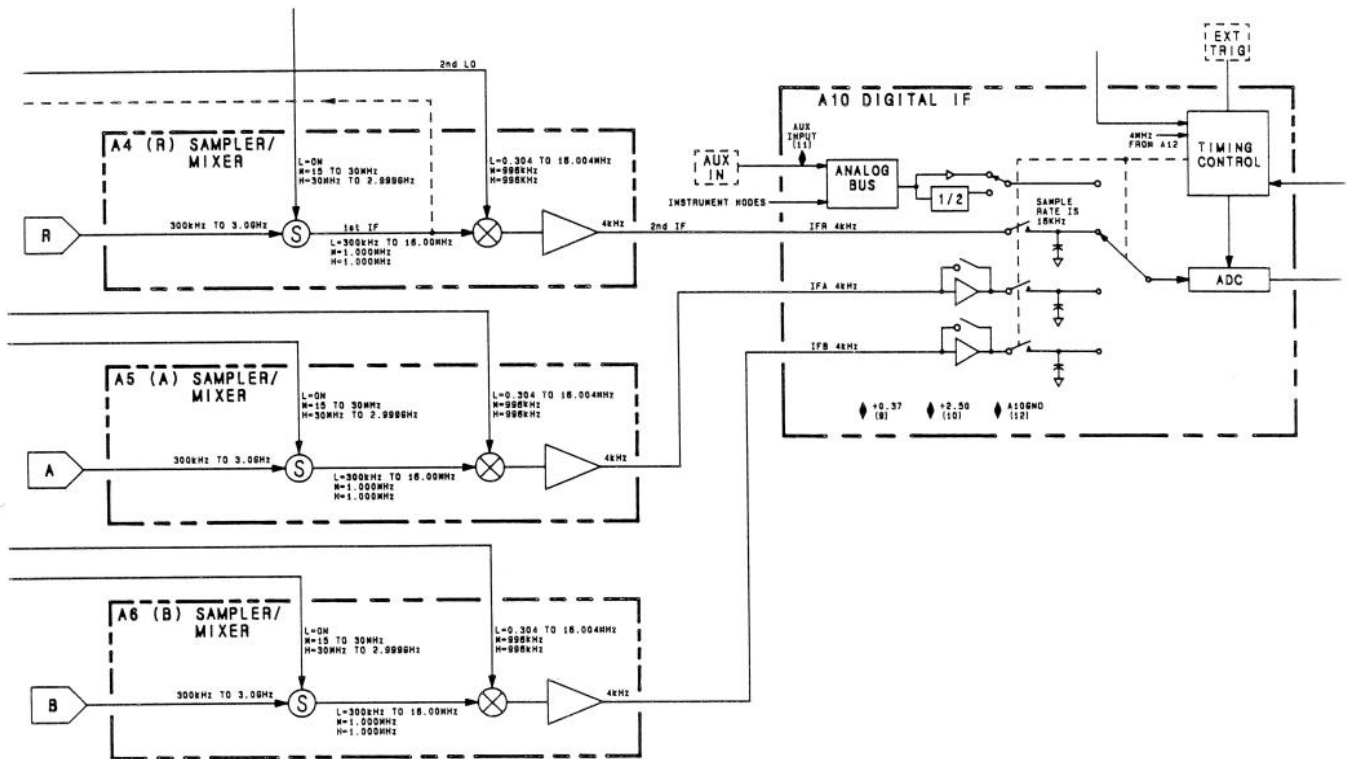 EXT
TRIG
2nd LO
A10 DIGITAL IF
AUX
INPUT
(11)
4MHz
FROM A12
TIMING
CONTROL
A4 (R) SAMPLER/
MIXER
L=ON
M=15 TO 30MHz
H=30MHz TO 2.999GHz
L=0.304 TO 16.004MHz
M=996kHz
H=996kHz
AUX
IN
ANALOG
BUS
1/2
INSTRUMENT NODES
SAMPLE
RATE IS
16KHz
R
300kHz TO 3.0GHz
S
1st IF
L=300kHz TO 16.00MHz
M=1.000MHz
H=1.000MHz
4kHz
2nd IF
IFR 4kHz
ADC
IFA 4kHz
IFB 4kHz
A5 (A) SAMPLER/
MIXER
L=ON
M=15 TO 30MHz
H=30MHz TO 2.999GHz
L=0.304 TO 16.004MHz
M=996kHz
H=996kHz
+0.37
(9)
+2.50
(10)
A10GND
(12)
A
300kHz TO 3.0GHz
S
L=300kHz TO 16.00MHz
M=1.000MHz
H=1.000MHz
4kHz
A6 (B) SAMPLER/
MIXER
L=ON
M=15 TO 30MHz
H=30MHz TO 2.999GHz
L=0.304 TO 16.004MHz
M=996kHz
H=996kHz
B
300kHz TO 3.0GHz
S
L=300kHz TO 16.00MHz
M=1.000MHz
H=1.000MHz
4kHz